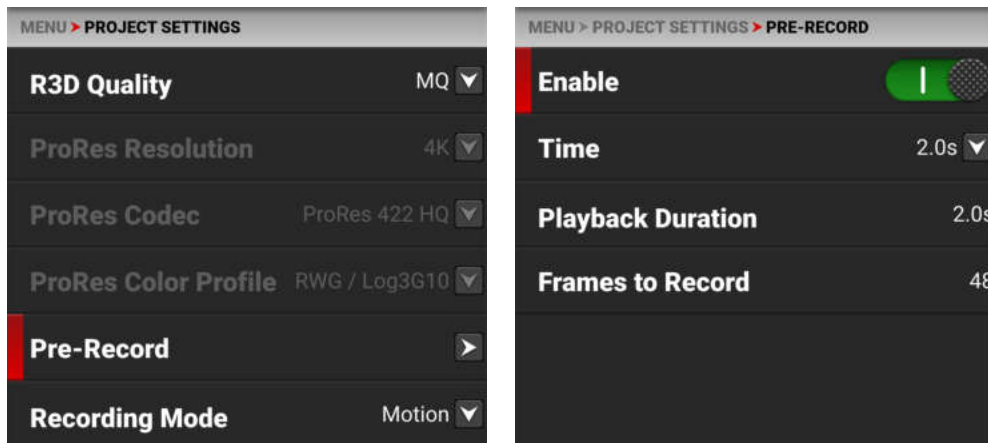 MENU > PROJECT SETTINGS
R3D Quality MQ
ProRes Resolution 4K
ProRes Codec ProRes 422 HQ
ProRes Color Profile RWG / Log3G10
Pre-Record
Recording Mode Motion
MENU > PROJECT SETTINGS > PRE-RECORD
Enable
Time 2.0s
Playback Duration 2.0s
Frames to Record 48